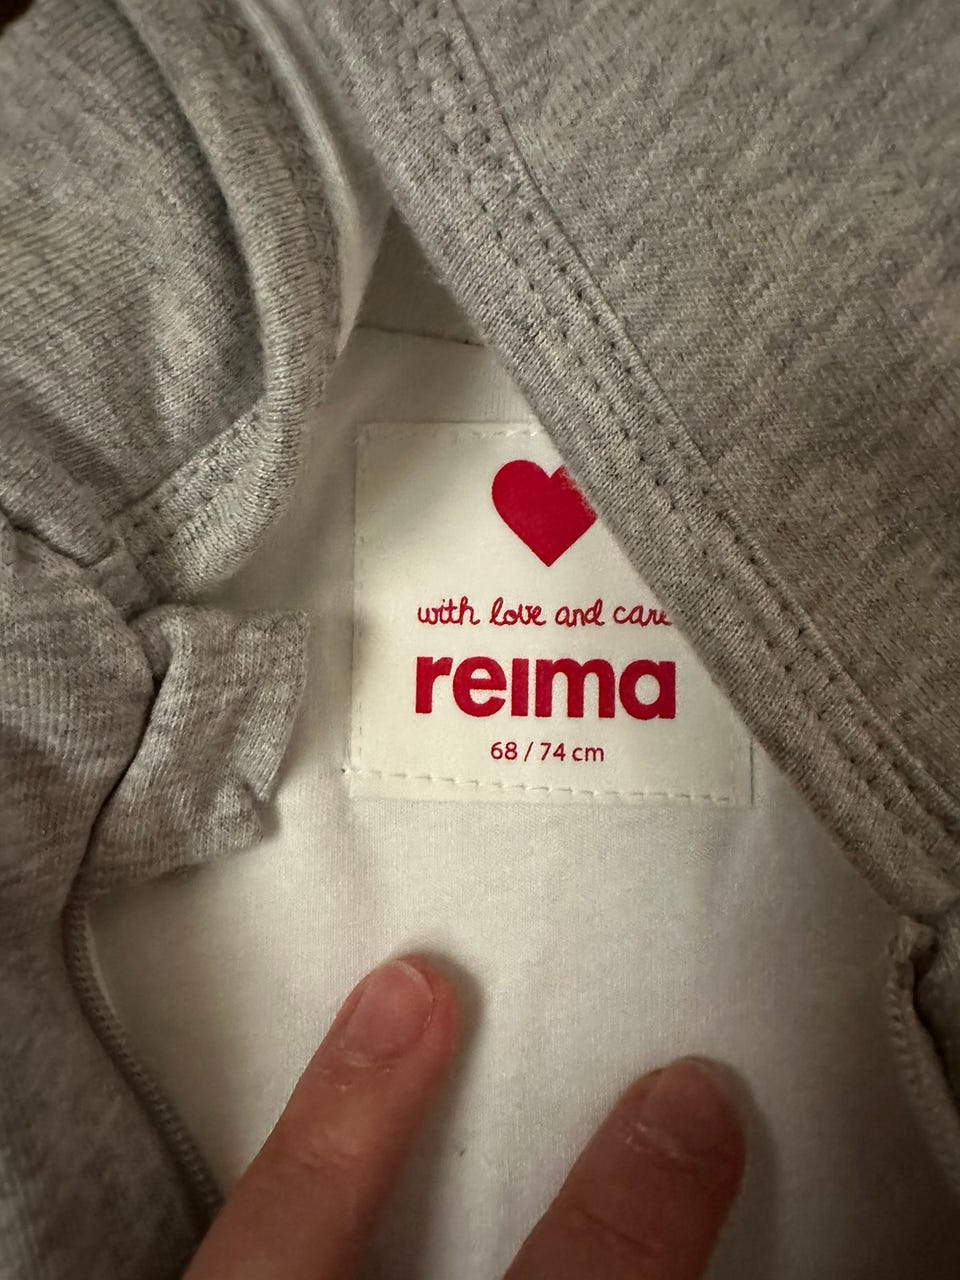 with love and care
reima
68 / 74 cm